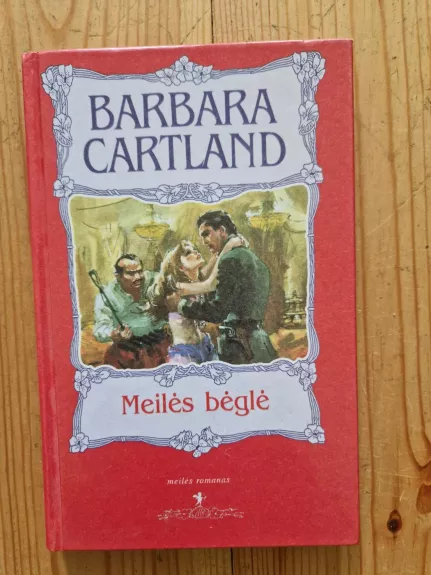 BARBARA
CARTLAND
Meilės bėglė
meilės romanas